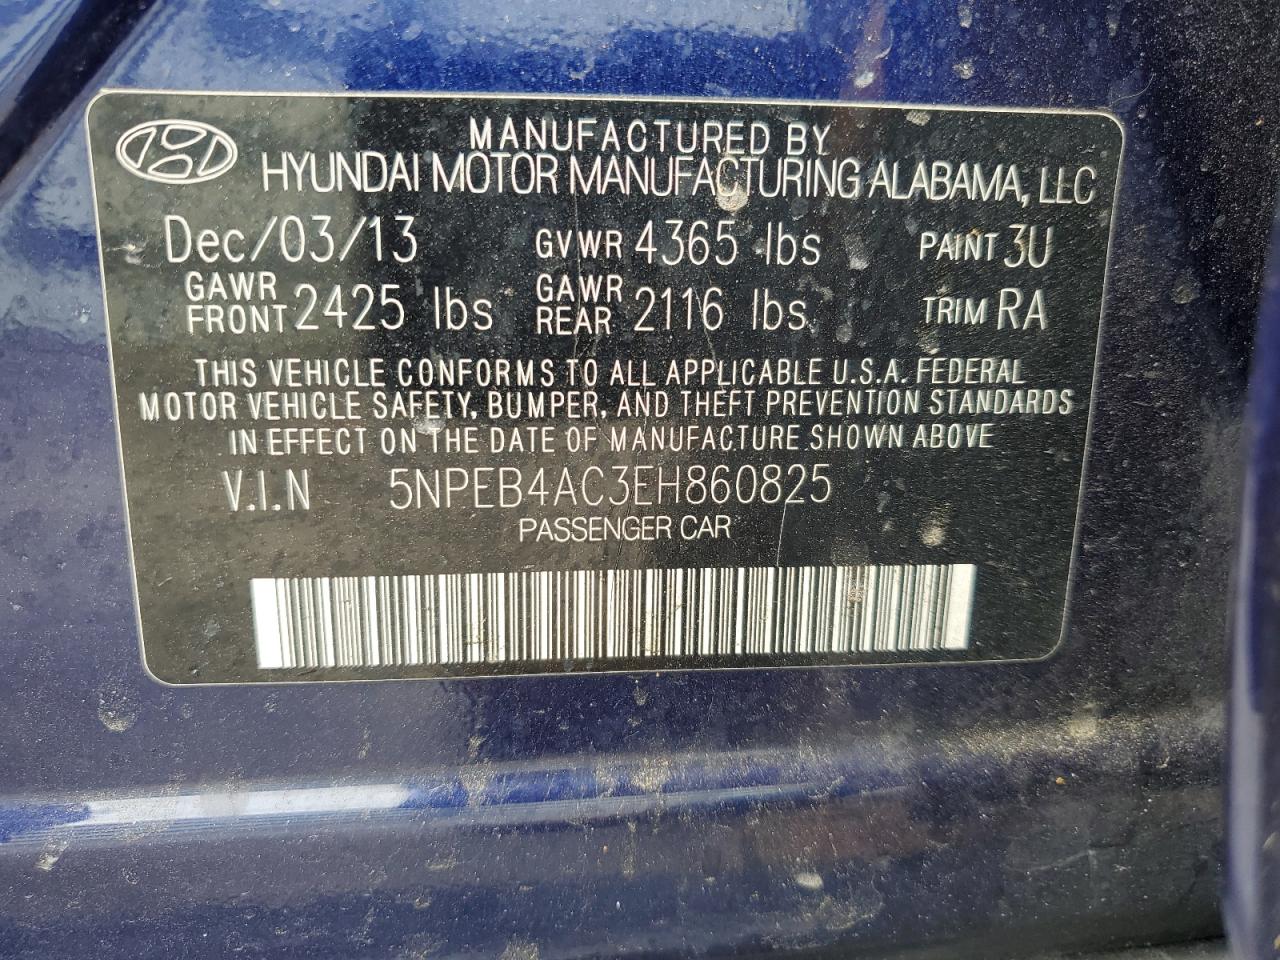 MANUFACTURED BY
HYUNDAI MOTOR MANUFACTURING ALABAMA, LLC
Dec/03/13 GVWR 4365 lbs PAINT 3U
GAWR FRONT 2425 lbs GAWR REAR 2116 lbs TRIM RA
THIS VEHICLE CONFORMS TO ALL APPLICABLE U.S.A. FEDERAL
MOTOR VEHICLE SAFETY, BUMPER, AND THEFT PREVENTION STANDARDS
IN EFFECT ON THE DATE OF MANUFACTURE SHOWN ABOVE
V.I.N 5NPEB4AC3EH860825
PASSENGER CAR